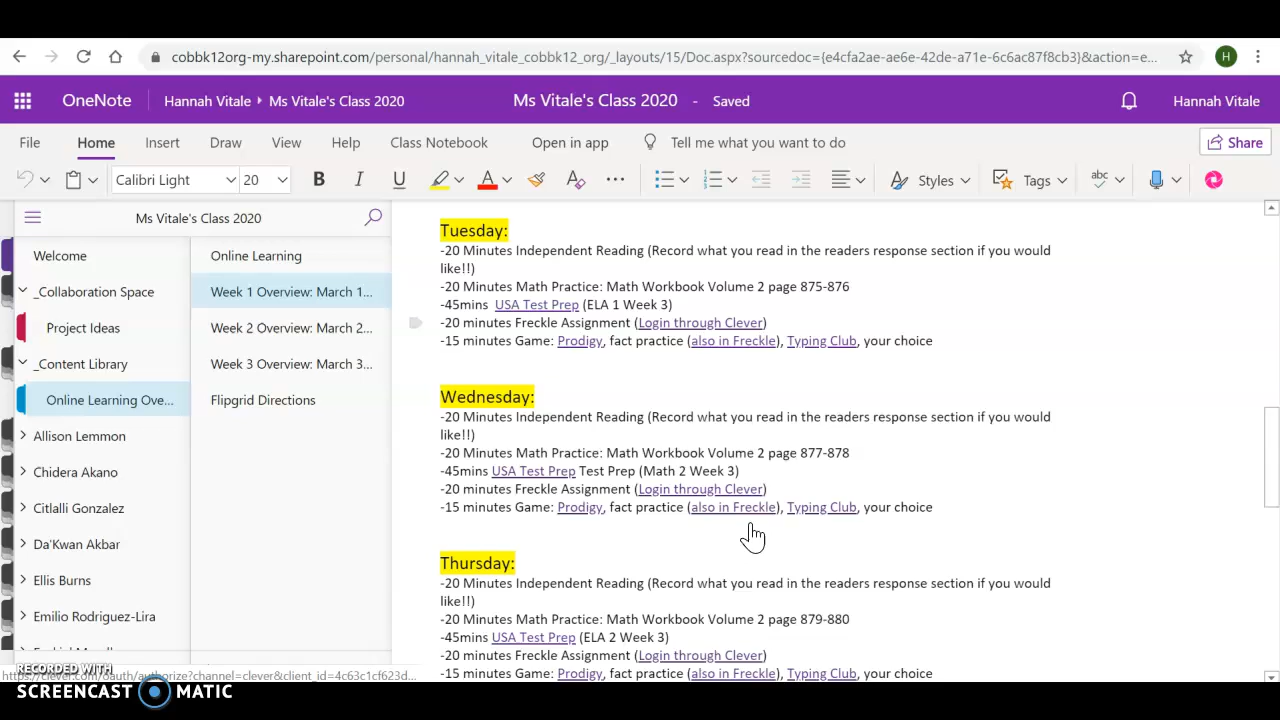 cobbk12org-my.sharepoint.com/personal/hannah_vitale_cobbk12_org/_layouts/15/Doc.aspx?sourcedoc={e4cfa2ae-ae6e-42de-a71e-6c6ac87f8cb3}&action=e...
H
OneNote
Hannah Vitale ▸ Ms Vitale's Class 2020
Ms Vitale's Class 2020 - Saved
Hannah Vitale
File Home Insert Draw View Help Class Notebook Open in app Tell me what you want to do Share
Calibri Light 20 B I U A A ... Styles Tags abc
Ms Vitale's Class 2020
Welcome
_Collaboration Space
Project Ideas
_Content Library
Online Learning Ove...
Allison Lemmon
Chidera Akano
Citlalli Gonzalez
Da'Kwan Akbar
Ellis Burns
Emilio Rodriguez-Lira
Online Learning
Week 1 Overview: March 1...
Week 2 Overview: March 2...
Week 3 Overview: March 3...
Flipgrid Directions
Tuesday:
-20 Minutes Independent Reading (Record what you read in the readers response section if you would
like!!)
-20 Minutes Math Practice: Math Workbook Volume 2 page 875-876
-45mins USA Test Prep (ELA 1 Week 3)
-20 minutes Freckle Assignment (Login through Clever)
-15 minutes Game: Prodigy, fact practice (also in Freckle), Typing Club, your choice
Wednesday:
-20 Minutes Independent Reading (Record what you read in the readers response section if you would
like!!)
-20 Minutes Math Practice: Math Workbook Volume 2 page 877-878
-45mins USA Test Prep Test Prep (Math 2 Week 3)
-20 minutes Freckle Assignment (Login through Clever)
-15 minutes Game: Prodigy, fact practice (also in Freckle), Typing Club, your choice
Thursday:
-20 Minutes Independent Reading (Record what you read in the readers response section if you would
like!!)
-20 Minutes Math Practice: Math Workbook Volume 2 page 879-880
-45mins USA Test Prep (ELA 2 Week 3)
-20 minutes Freckle Assignment (Login through Clever)
-15 minutes Game: Prodigy, fact practice (also in Freckle), Typing Club, your choice
https://clever.com/oauth/authorize?channel=clever&client_id=4c63c1cf623d...
RECORDED WITH
SCREENCAST MATIC